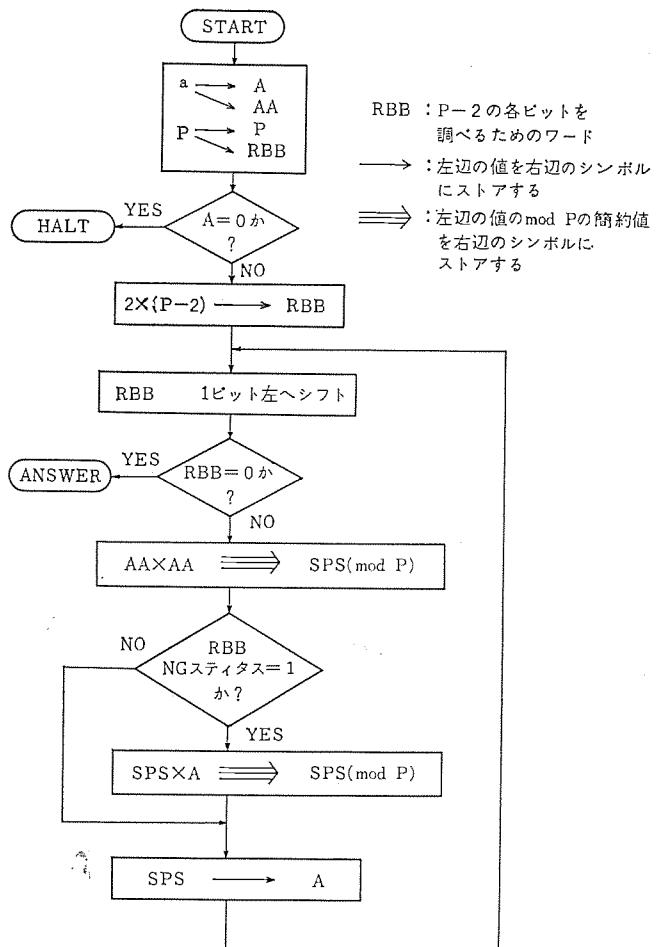 START
a → A
AA
P → P
RBB
RBB :P−2の各ビットを
調べるためのワード
→ :左辺の値を右辺のシンボル
にストアする
⇛ :左辺の値のmod Pの簡約値
を右辺のシンボルに
ストアする
YES
HALT
A=0か
?
NO
2×(P−2) → RBB
RBB 1ビット左へシフト
YES
ANSWER
RBB=0か
?
NO
AA×AA ⇛ SPS(mod P)
NO
RBB
NGスティタス=1
か?
YES
SPS×A ⇛ SPS(mod P)
SPS → A